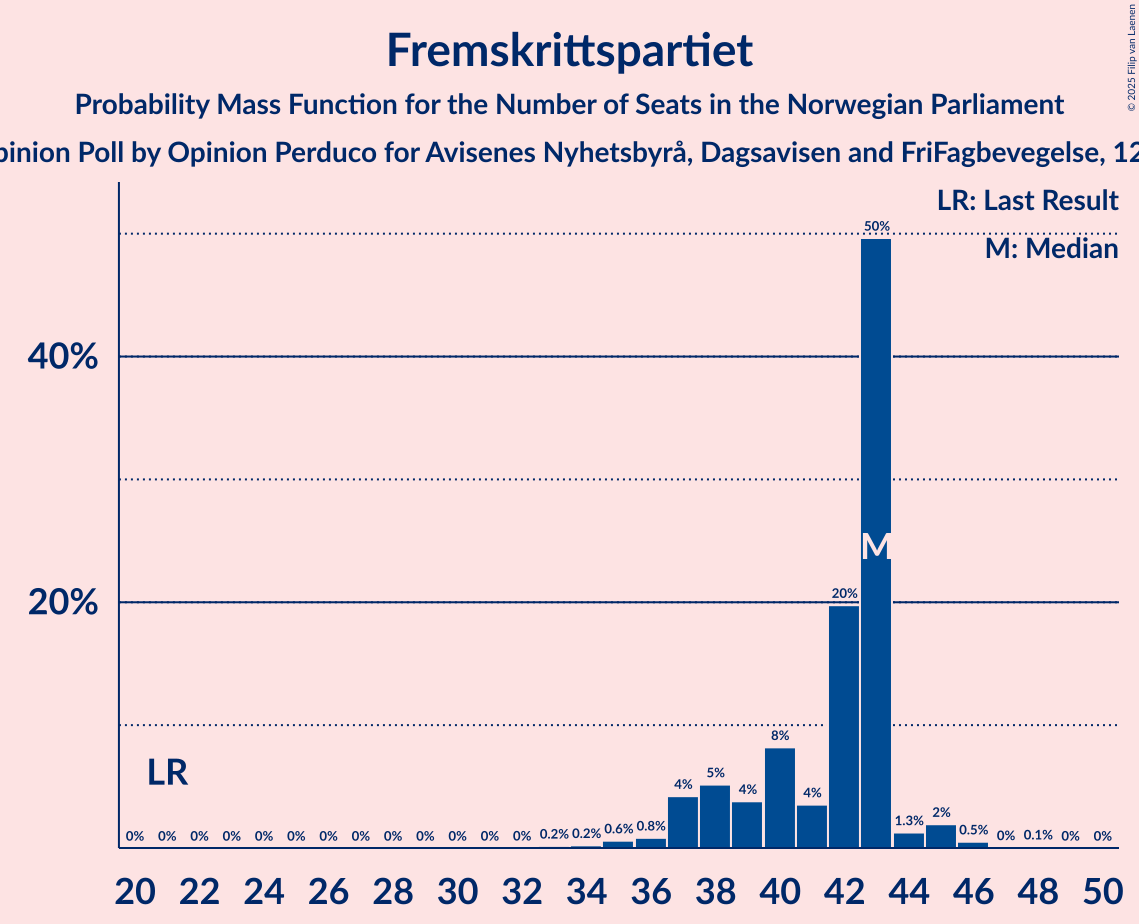 Fremskrittspartiet
Probability Mass Function for the Number of Seats in the Norwegian Parliament
pinion Poll by Opinion Perduco for Avisenes Nyhetsbyrå, Dagsavisen and FriFagbevegelse, 12
© 2025 Filip van Laenen
LR: Last Result
M: Median
50%
40%
M
20%
20%
LR
0% 0% 0% 0% 0% 0% 0% 0% 0% 0% 0% 0% 0% 0.2% 0.2% 0.6% 0.8% 4% 5% 4% 8% 4% 1.3% 2% 0.5% 0% 0.1% 0% 0%
20 22 24 26 28 30 32 34 36 38 40 42 44 46 48 50